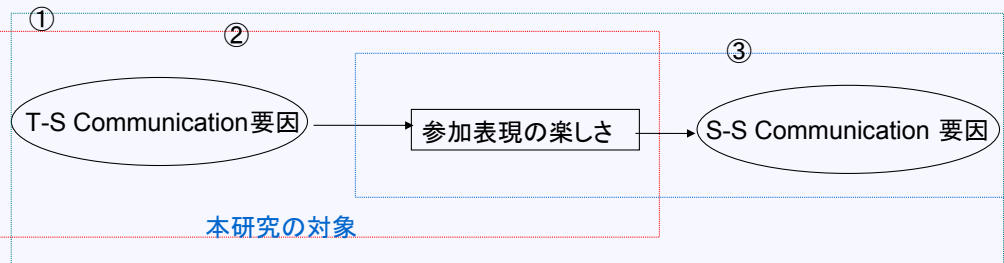 ①
②
③
T-S Communication要因
参加表現の楽しさ
S-S Communication 要因
本研究の対象